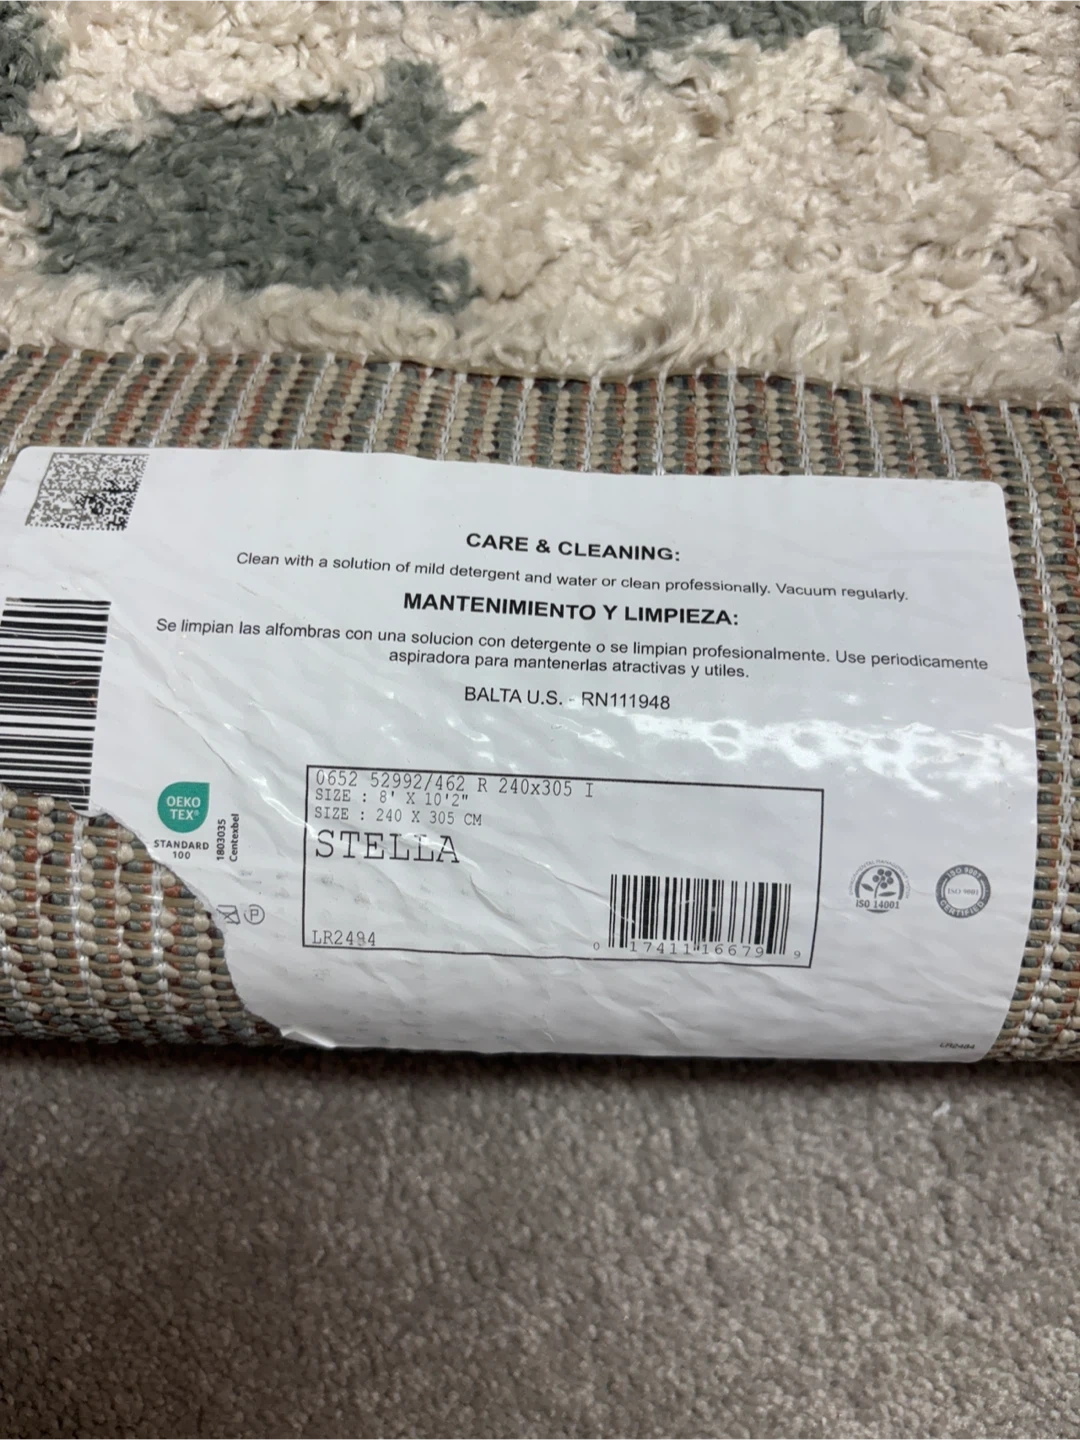 CARE & CLEANING:
Clean with a solution of mild detergent and water or clean professionally. Vacuum regularly.
MANTENIMIENTO Y LIMPIEZA:
Se limpian las alfombras con una solucion con detergente o se limpian profesionalmente. Use periodicamente
aspiradora para mantenerlas atractivas y utiles.
BALTA U.S. - RN111948
0652 52992/462 R 240x305 I
SIZE : 8' X 10'2"
SIZE : 240 X 305 CM
STELLA
LR2494
0 17411 16679 9
OEKO
TEX®
STANDARD
100
1803035
Centexbel
P
ISO 14001
ISO 9001
ISO 9001
CERTIFIED